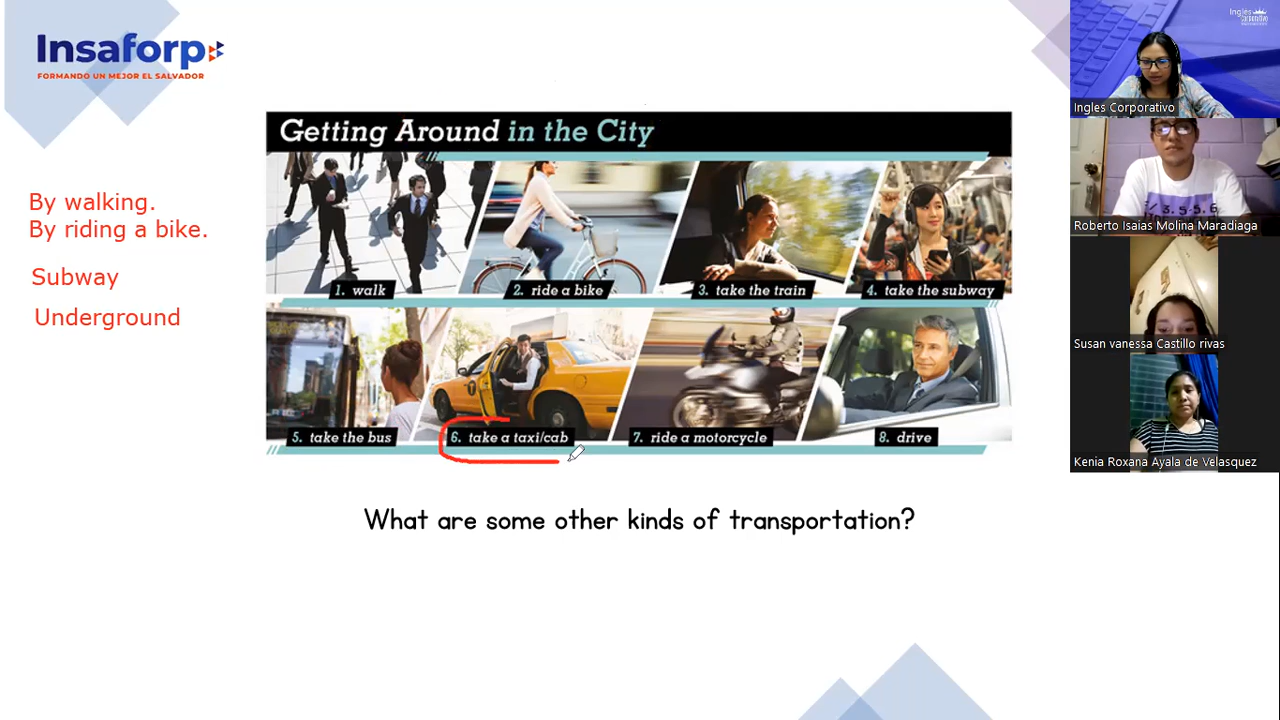 Insaforp
FORMANDO UN MEJOR EL SALVADOR
Getting Around in the City
By walking.
By riding a bike.
Subway
Underground
1. walk
2. ride a bike
3. take the train
4. take the subway
5. take the bus
6. take a taxi/cab
7. ride a motorcycle
8. drive
What are some other kinds of transportation?
Ingles Corporativo
Ingles Corporativo
Roberto Isaias Molina Maradiaga
Susan vanessa Castillo rivas
Kenia Roxana Ayala de Velasquez